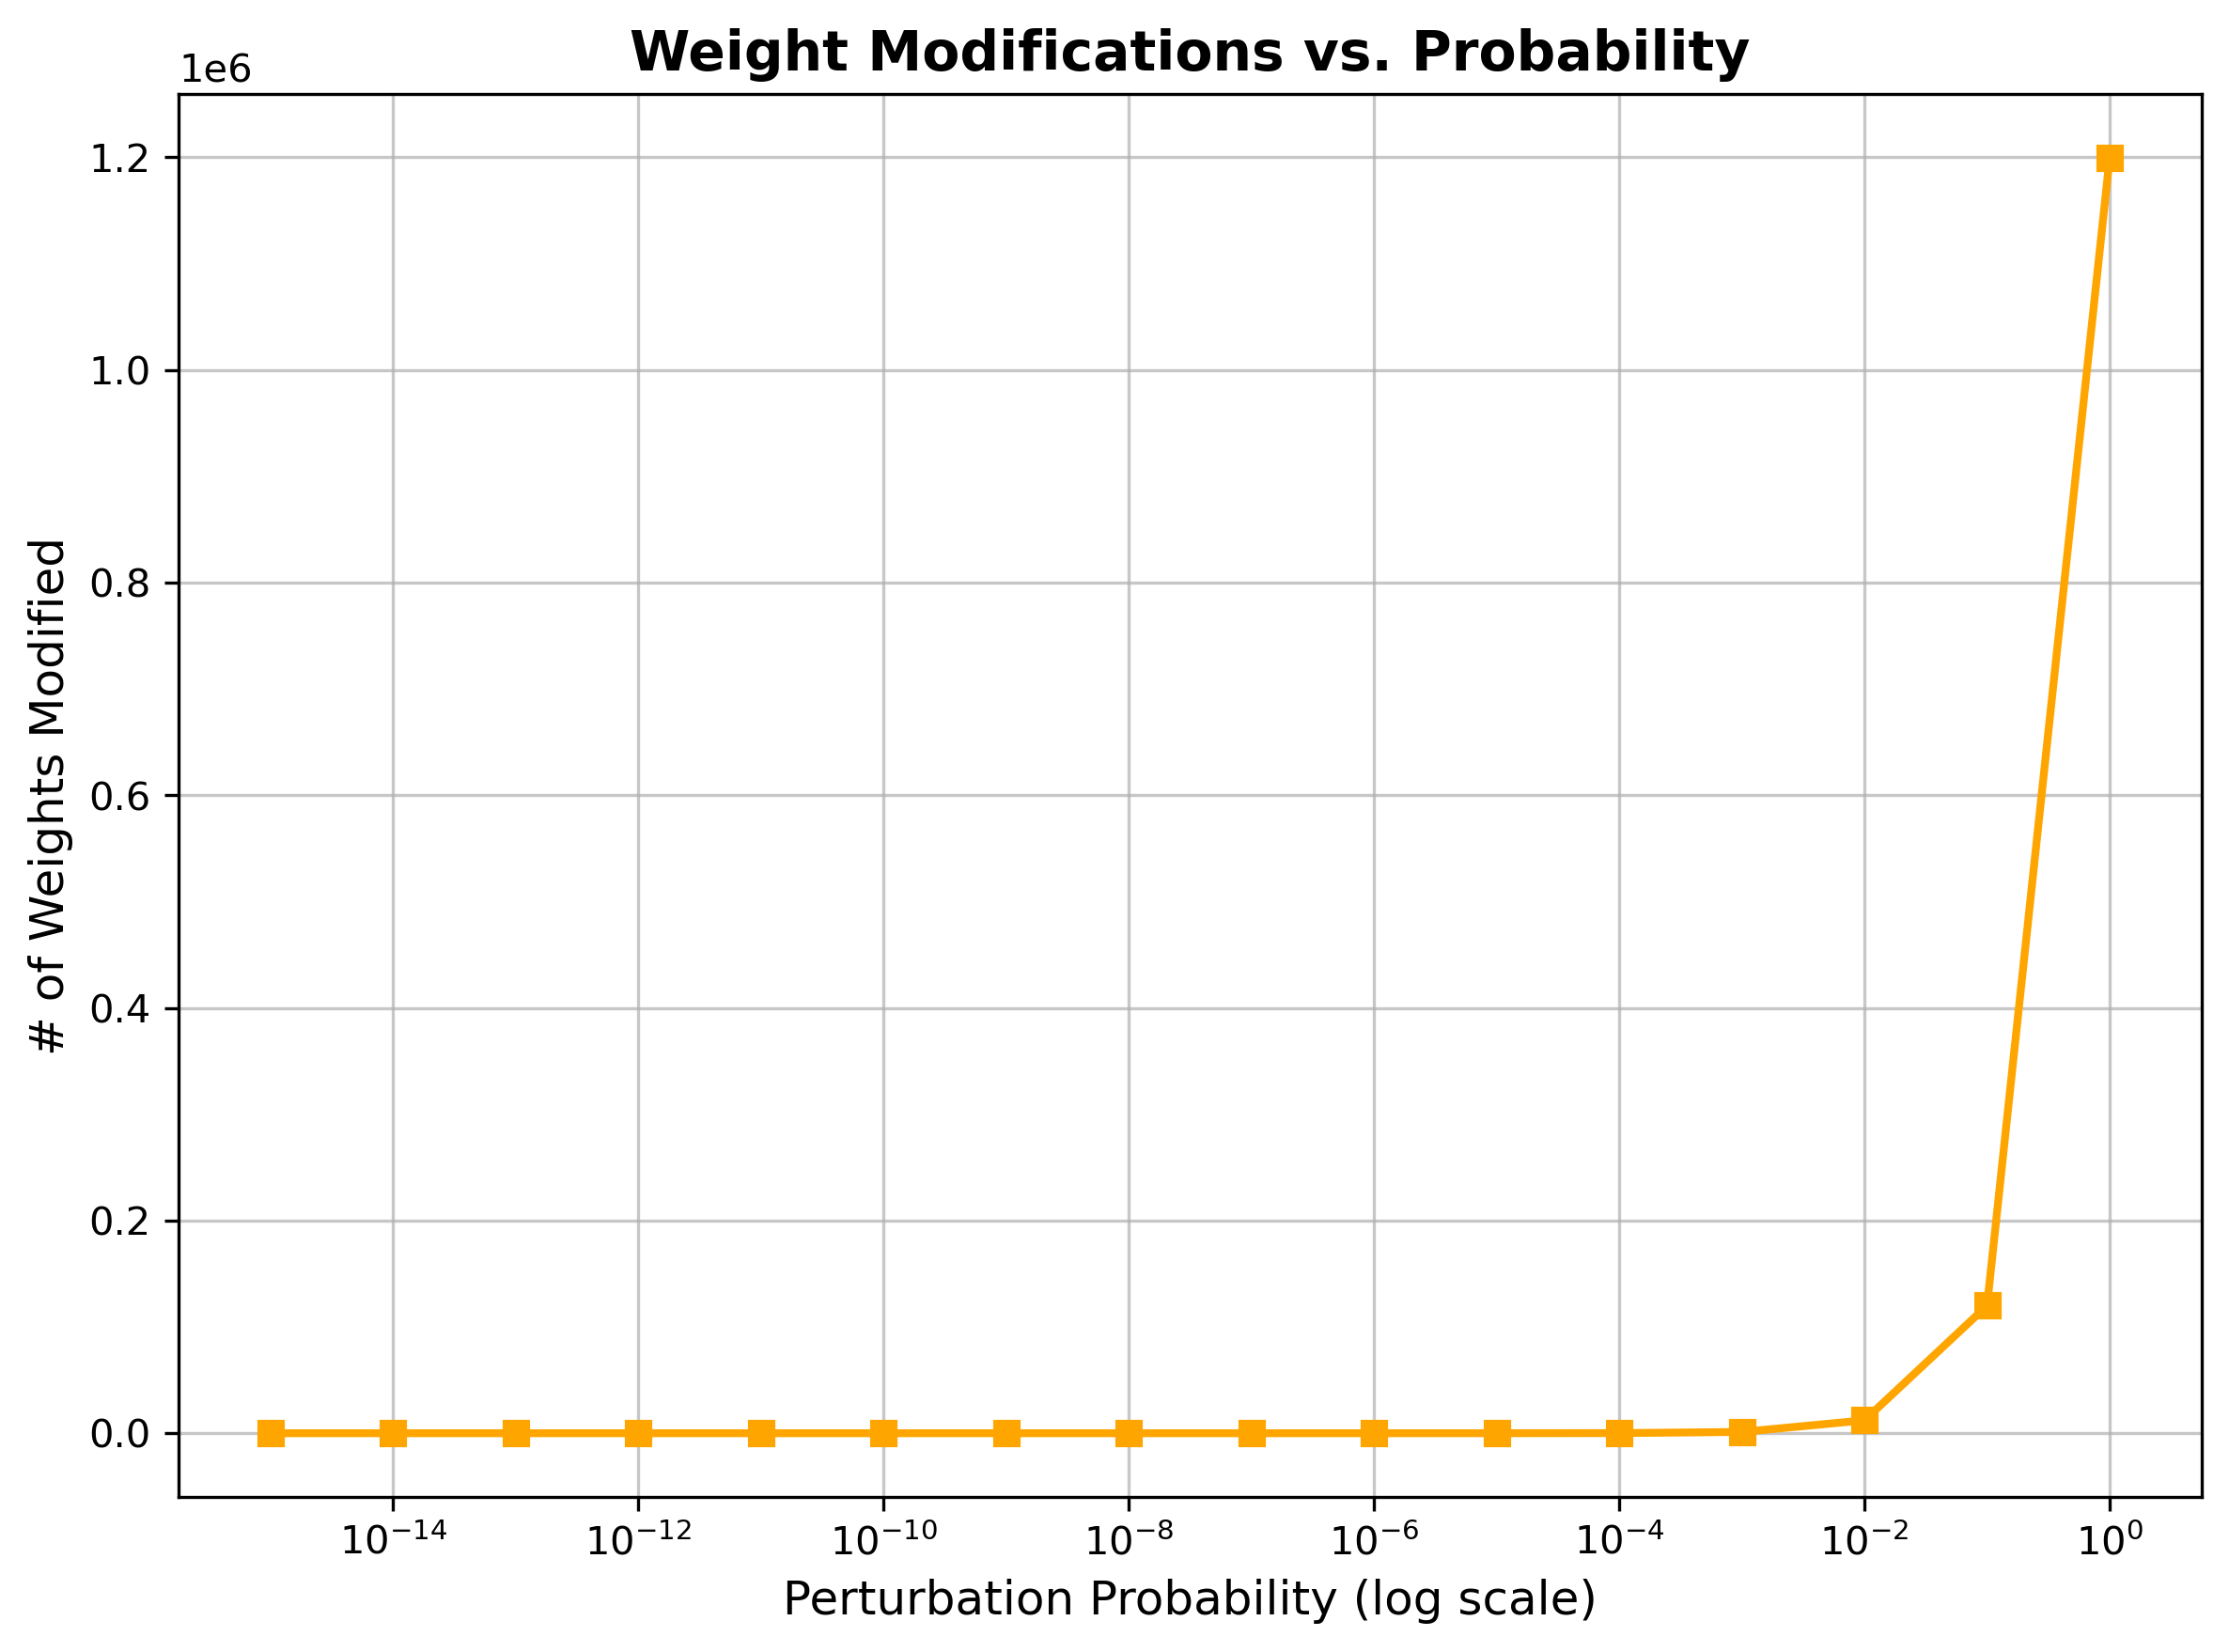 Weight Modifications vs. Probability
1e6
1.2
1.0
0.8
0.6
0.4
0.2
0.0
# of Weights Modified
10⁻¹⁴ 10⁻¹² 10⁻¹⁰ 10⁻⁸ 10⁻⁶ 10⁻⁴ 10⁻² 10⁰
Perturbation Probability (log scale)